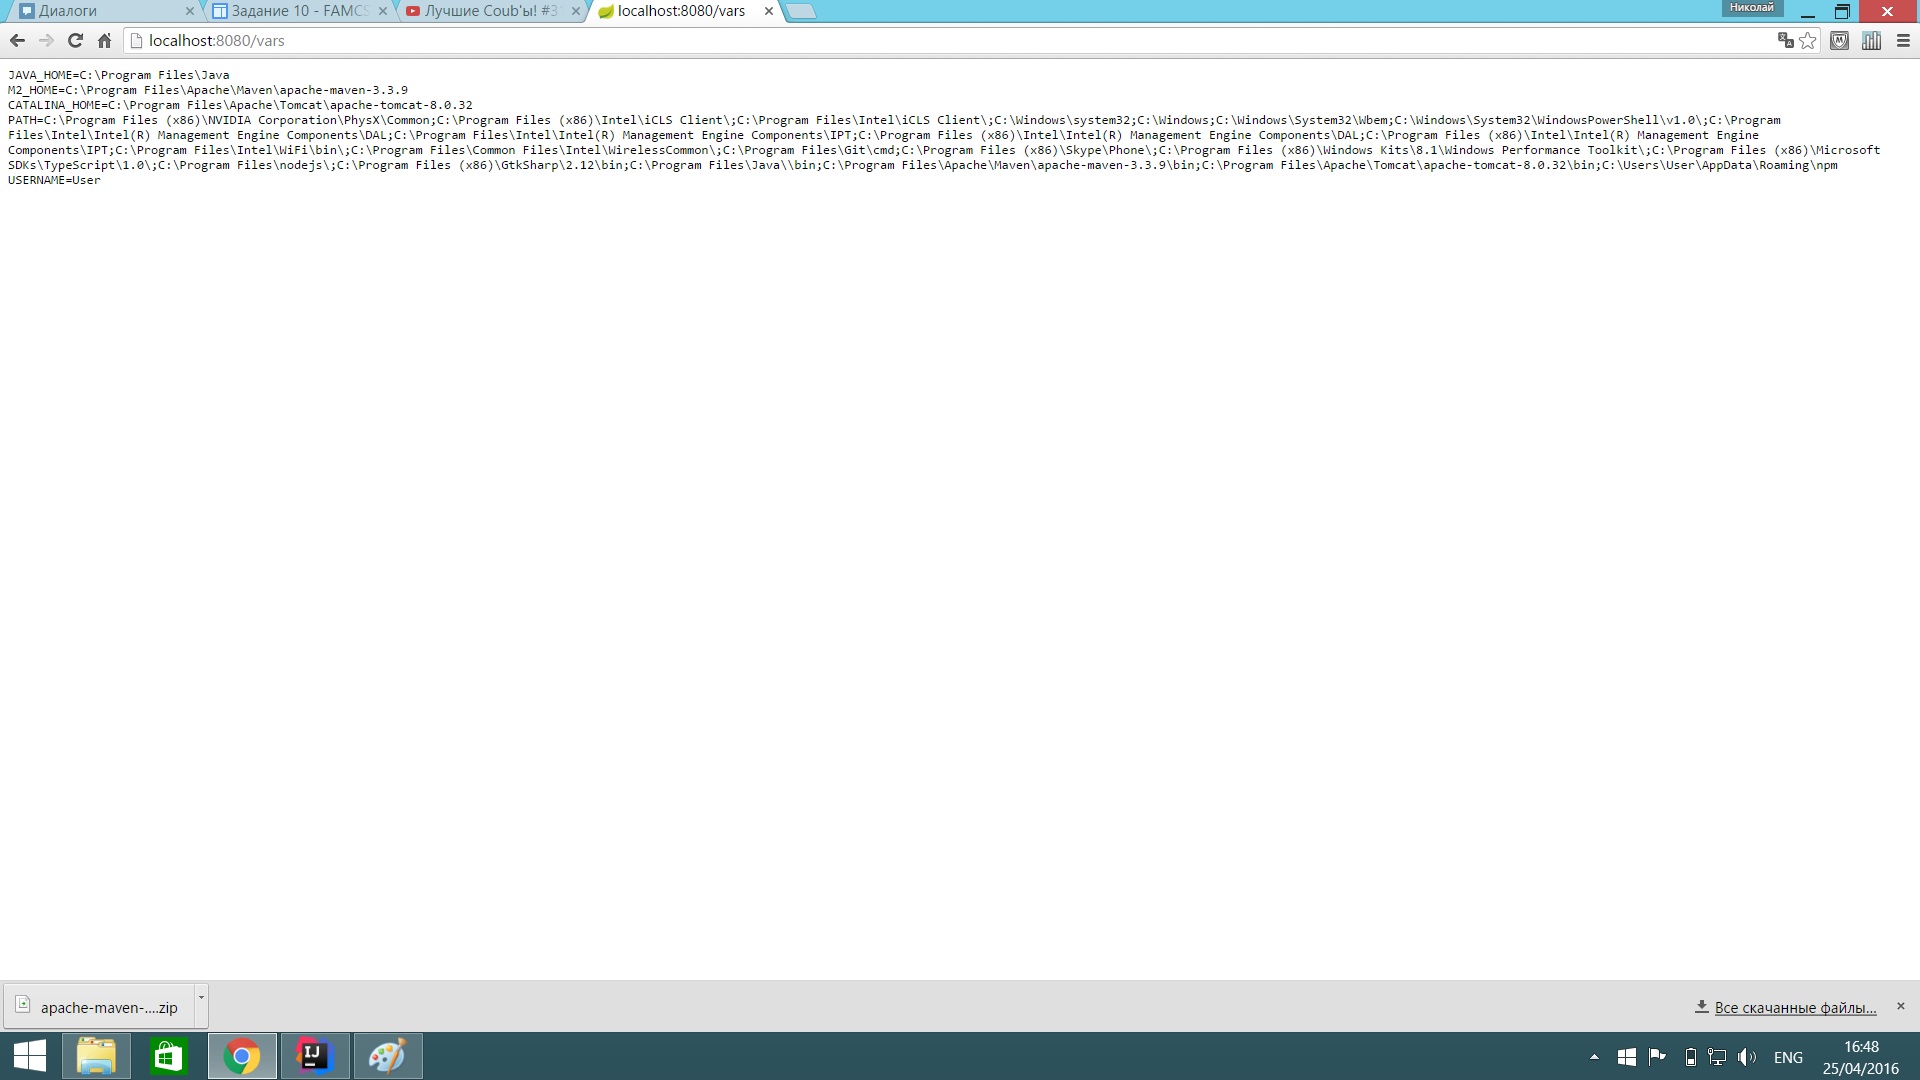 Диалоги
Задание 10 - FAMCS
Лучшие Coub'ы! #3
localhost:8080/vars
Николай
localhost:8080/vars
JAVA_HOME=C:\Program Files\Java
M2_HOME=C:\Program Files\Apache\Maven\apache-maven-3.3.9
CATALINA_HOME=C:\Program Files\Apache\Tomcat\apache-tomcat-8.0.32
PATH=C:\Program Files (x86)\NVIDIA Corporation\PhysX\Common;C:\Program Files (x86)\Intel\iCLS Client\;C:\Program Files\Intel\iCLS Client\;C:\Windows\system32;C:\Windows;C:\Windows\System32\Wbem;C:\Windows\System32\WindowsPowerShell\v1.0\;C:\Program
Files\Intel\Intel(R) Management Engine Components\DAL;C:\Program Files\Intel\Intel(R) Management Engine Components\IPT;C:\Program Files (x86)\Intel\Intel(R) Management Engine Components\DAL;C:\Program Files (x86)\Intel\Intel(R) Management Engine
Components\IPT;C:\Program Files\Intel\WiFi\bin\;C:\Program Files\Common Files\Intel\WirelessCommon\;C:\Program Files\Git\cmd;C:\Program Files (x86)\Skype\Phone\;C:\Program Files (x86)\Windows Kits\8.1\Windows Performance Toolkit\;C:\Program Files (x86)\Microsoft
SDKs\TypeScript\1.0\;C:\Program Files\nodejs\;C:\Program Files (x86)\GtkSharp\2.12\bin;C:\Program Files\Java\\bin;C:\Program Files\Apache\Maven\apache-maven-3.3.9\bin;C:\Program Files\Apache\Tomcat\apache-tomcat-8.0.32\bin;C:\Users\User\AppData\Roaming\npm
USERNAME=User
apache-maven-....zip
Все скачанные файлы...
IJ
ENG
16:48
25/04/2016